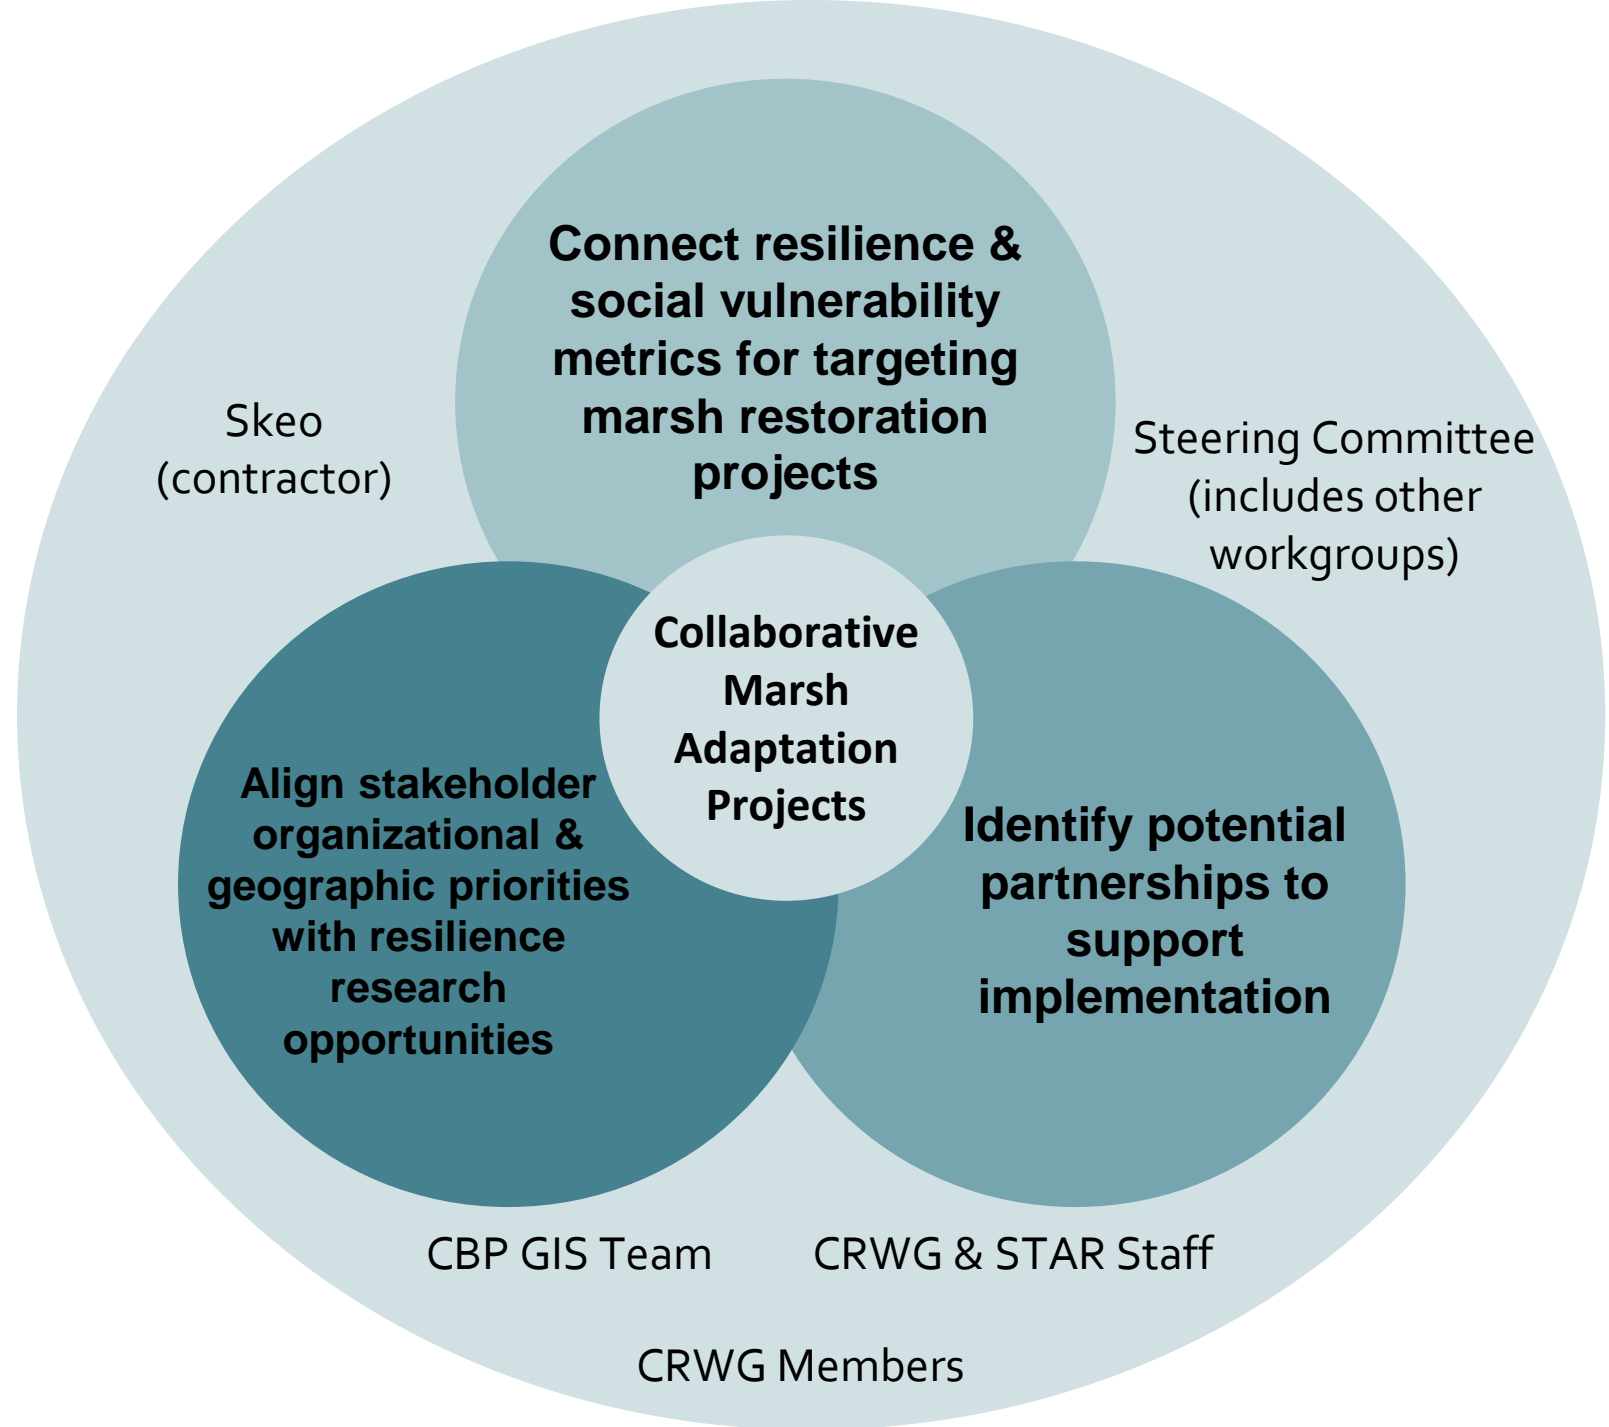 Connect resilience &
social vulnerability
metrics for targeting
marsh restoration
projects
Skeo
(contractor)
Steering Committee
(includes other
workgroups)
Collaborative
Marsh
Adaptation
Projects
Align stakeholder
organizational &
geographic priorities
with resilience
research
opportunities
Identify potential
partnerships to
support
implementation
CBP GIS Team
CRWG & STAR Staff
CRWG Members